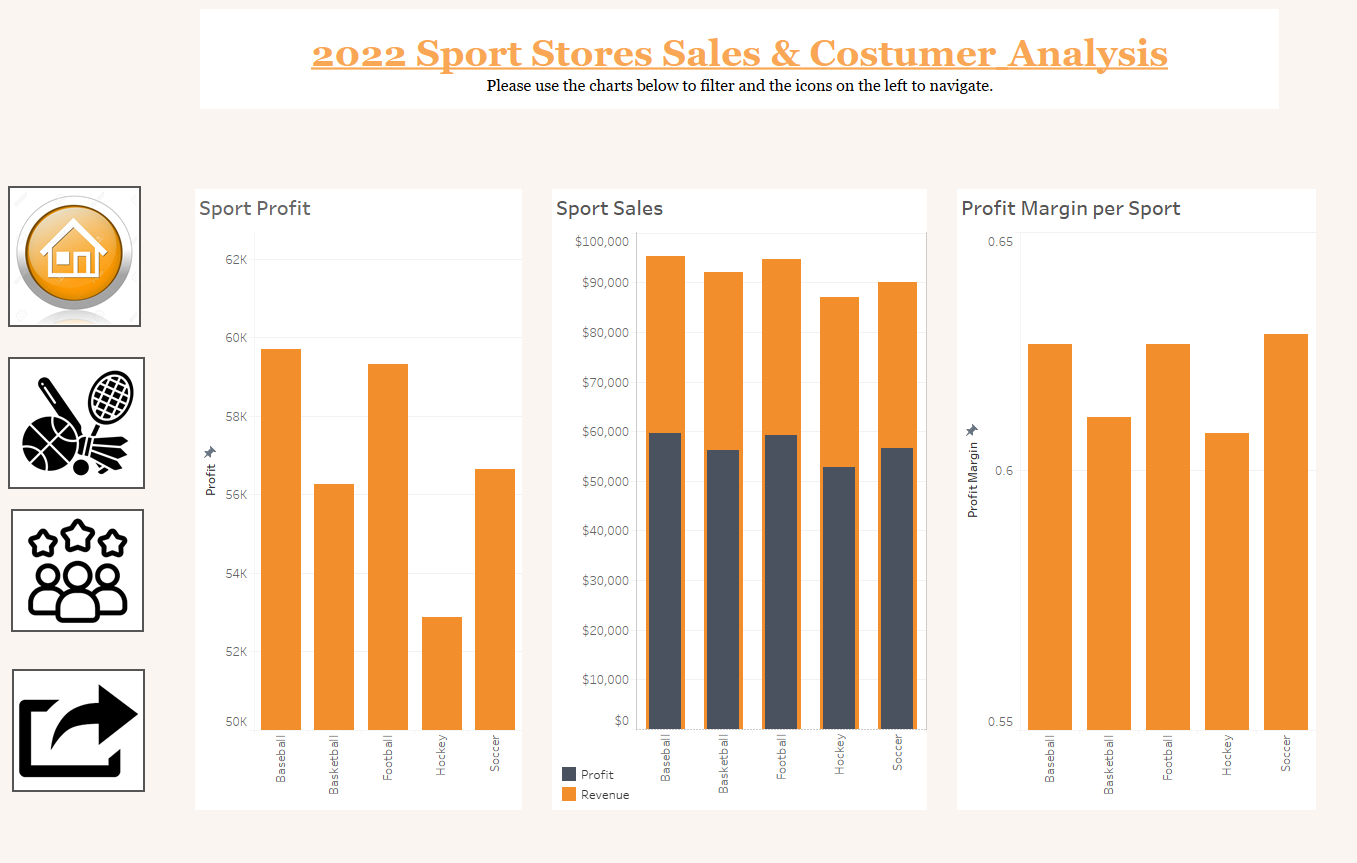 2022 Sport Stores Sales & Costumer Analysis
Please use the charts below to filter and the icons on the left to navigate.
Sport Profit
62K
60K
58K
56K
54K
52K
50K
Profit
Baseball
Basketball
Football
Hockey
Soccer
Sport Sales
$100,000
$90,000
$80,000
$70,000
$60,000
$50,000
$40,000
$30,000
$20,000
$10,000
$0
Baseball
Basketball
Football
Hockey
Soccer
Profit
Revenue
Profit Margin per Sport
0.65
0.6
0.55
Profit Margin
Baseball
Basketball
Football
Hockey
Soccer